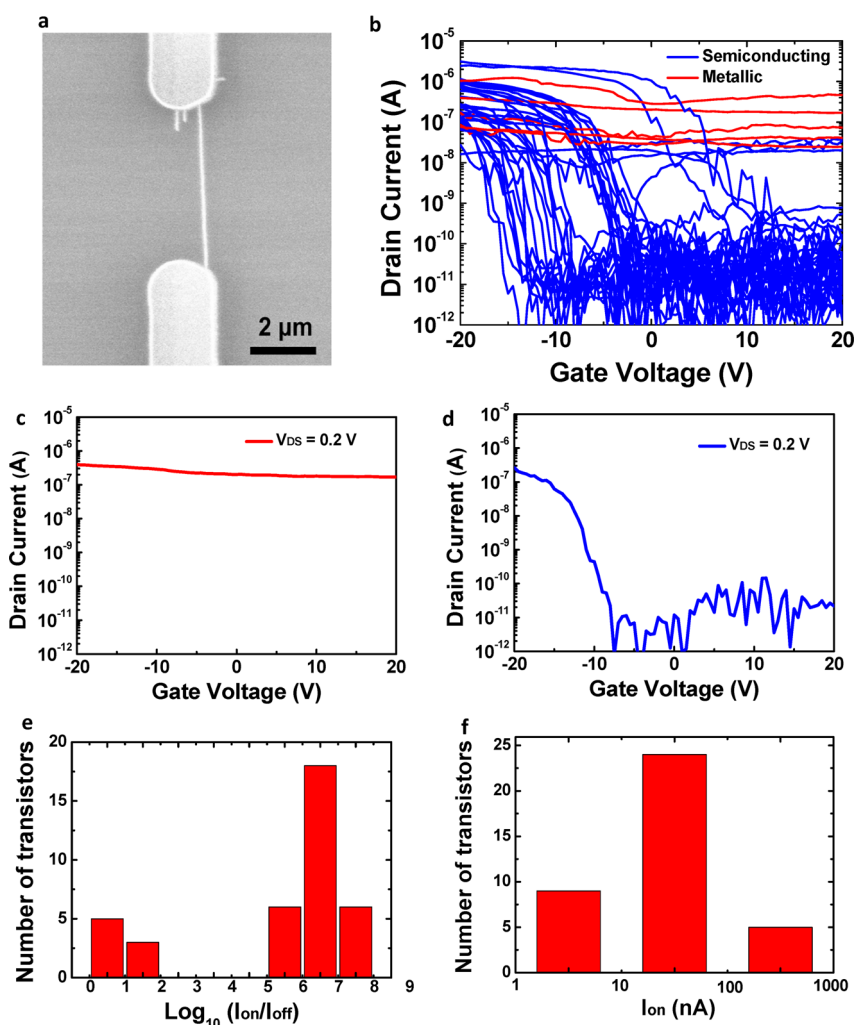 a
2 µm
b
Semiconducting
Metallic
Drain Current (A)
10⁻⁵
10⁻⁶
10⁻⁷
10⁻⁸
10⁻⁹
10⁻¹⁰
10⁻¹¹
10⁻¹²
-20 -10 0 10 20
Gate Voltage (V)
c
VDS = 0.2 V
Drain Current (A)
10⁻⁵
10⁻⁶
10⁻⁷
10⁻⁸
10⁻⁹
10⁻¹⁰
10⁻¹¹
10⁻¹²
-20 -10 0 10 20
Gate Voltage (V)
d
VDS = 0.2 V
Drain Current (A)
10⁻⁵
10⁻⁶
10⁻⁷
10⁻⁸
10⁻⁹
10⁻¹⁰
10⁻¹¹
10⁻¹²
-20 -10 0 10 20
Gate Voltage (V)
e
Number of transistors
20
15
10
5
0
0 1 2 3 4 5 6 7 8 9
Log₁₀ (Ion/Ioff)
f
Number of transistors
25
20
15
10
5
0
1 10 100 1000
Ion (nA)